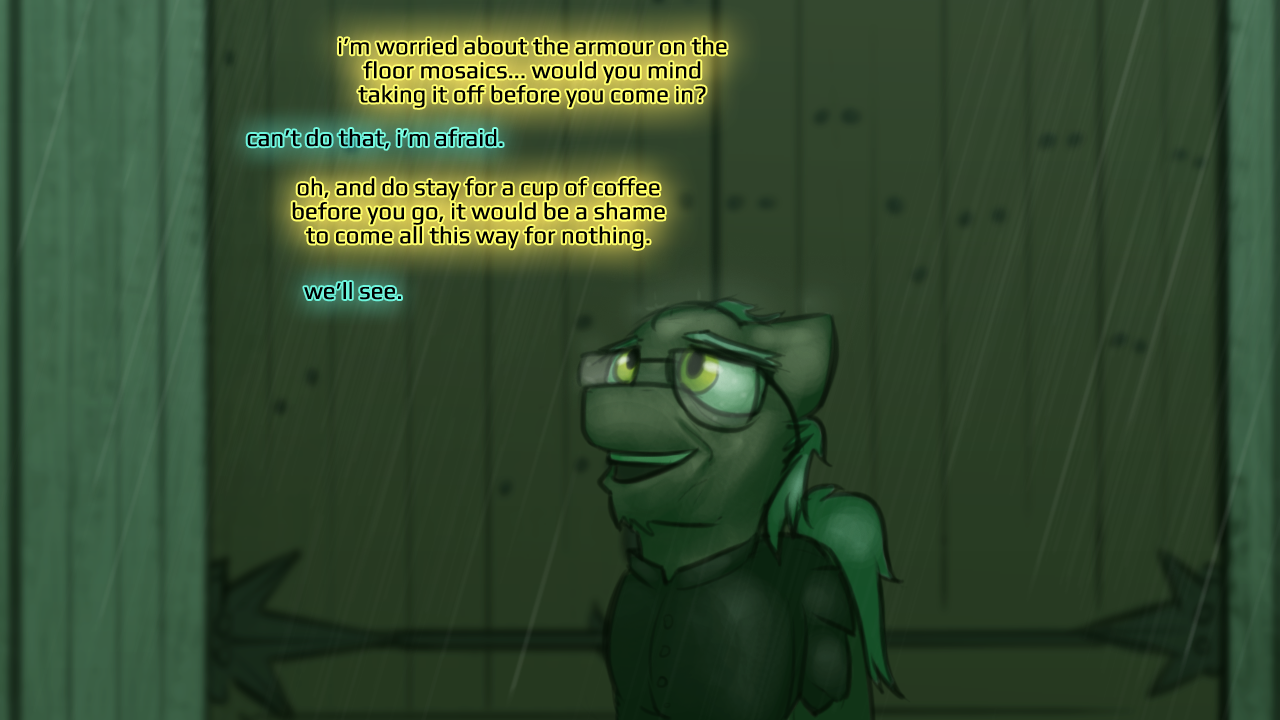 i'm worried about the armour on the
floor mosaics... would you mind
taking it off before you come in?
can't do that, i'm afraid.
oh, and do stay for a cup of coffee
before you go, it would be a shame
to come all this way for nothing.
we'll see.